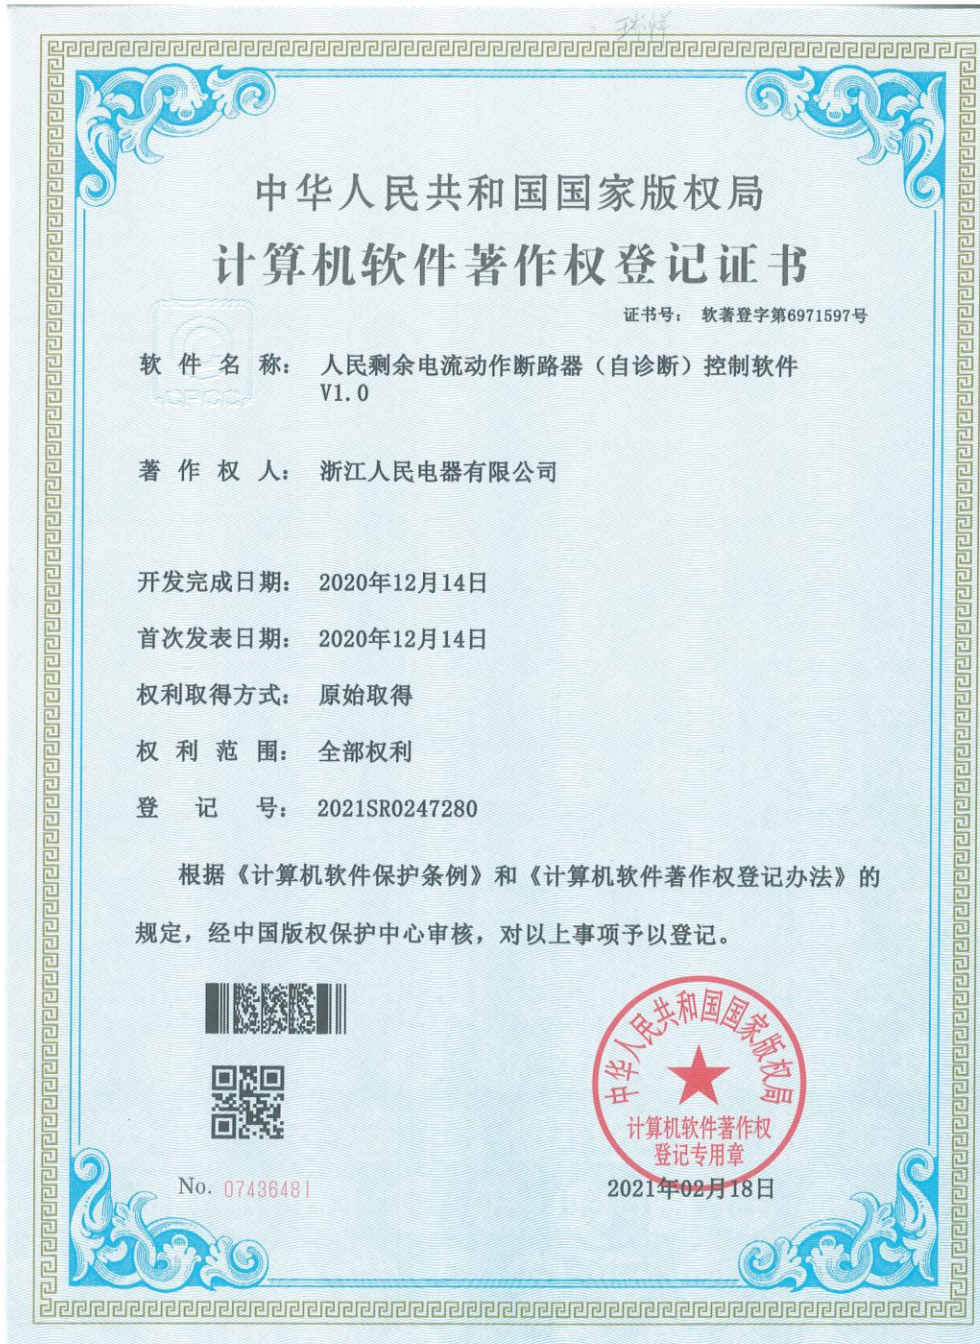 中华人民共和国国家版权局
计算机软件著作权登记证书
证书号： 软著登字第6971597号
CPCC
软件名称： 人民剩余电流动作断路器（自诊断）控制软件
V1.0
著作权人： 浙江人民电器有限公司
开发完成日期： 2020年12月14日
首次发表日期： 2020年12月14日
权利取得方式： 原始取得
权利范围： 全部权利
登记号： 2021SR0247280
根据《计算机软件保护条例》和《计算机软件著作权登记办法》的
规定，经中国版权保护中心审核，对以上事项予以登记。
中华人民共和国国家版权局
计算机软件著作权
登记专用章
No. 07436481
2021年02月18日